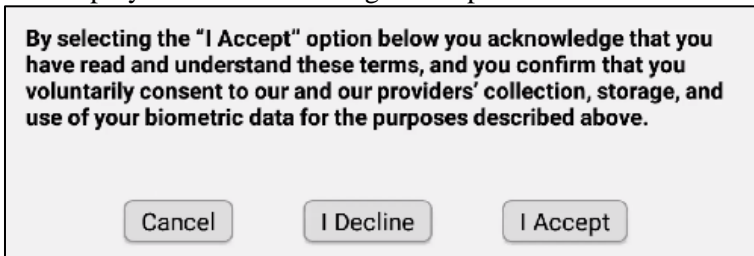 By selecting the “I Accept" option below you acknowledge that you
have read and understand these terms, and you confirm that you
voluntarily consent to our and our providers’ collection, storage, and
use of your biometric data for the purposes described above.
Cancel I Decline I Accept